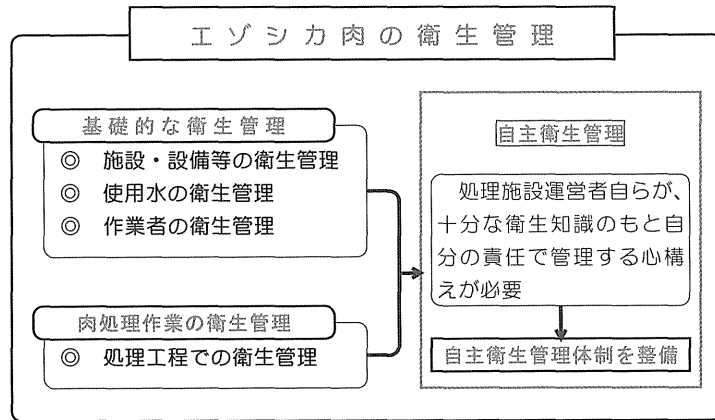 エゾシカ肉の衛生管理
基礎的な衛生管理
◎ 施設・設備等の衛生管理
◎ 使用水の衛生管理
◎ 作業者の衛生管理
肉処理作業の衛生管理
◎ 処理工程での衛生管理
自主衛生管理
処理施設運営者自らが、
十分な衛生知識のもと自
分の責任で管理する心構
えが必要
自主衛生管理体制を整備